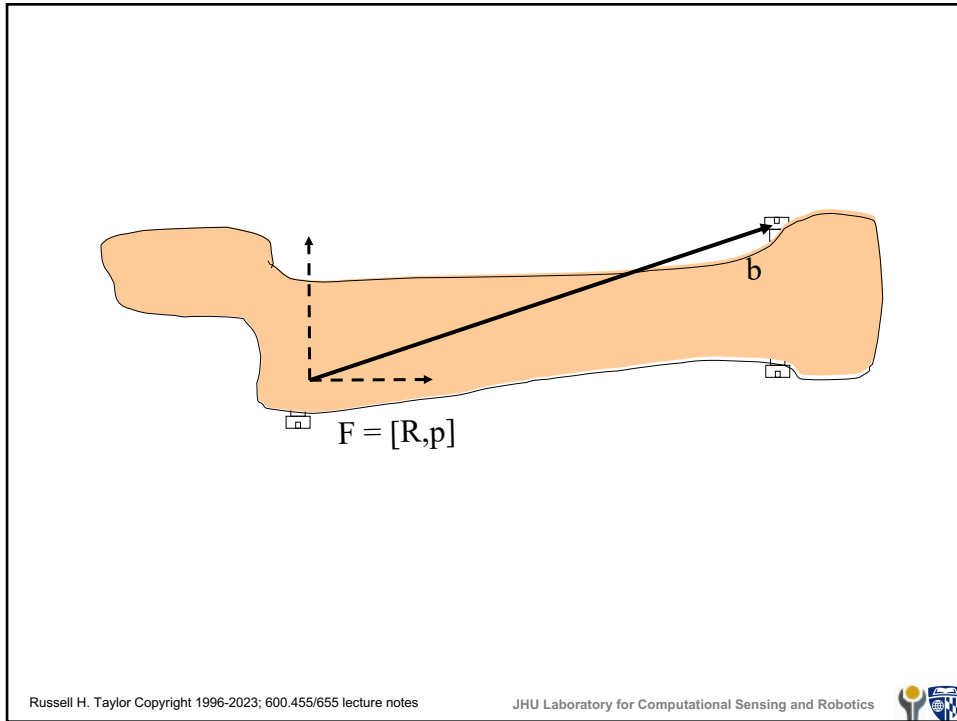 b
F = [R,p]
Russell H. Taylor Copyright 1996-2023; 600.455/655 lecture notes
JHU Laboratory for Computational Sensing and Robotics